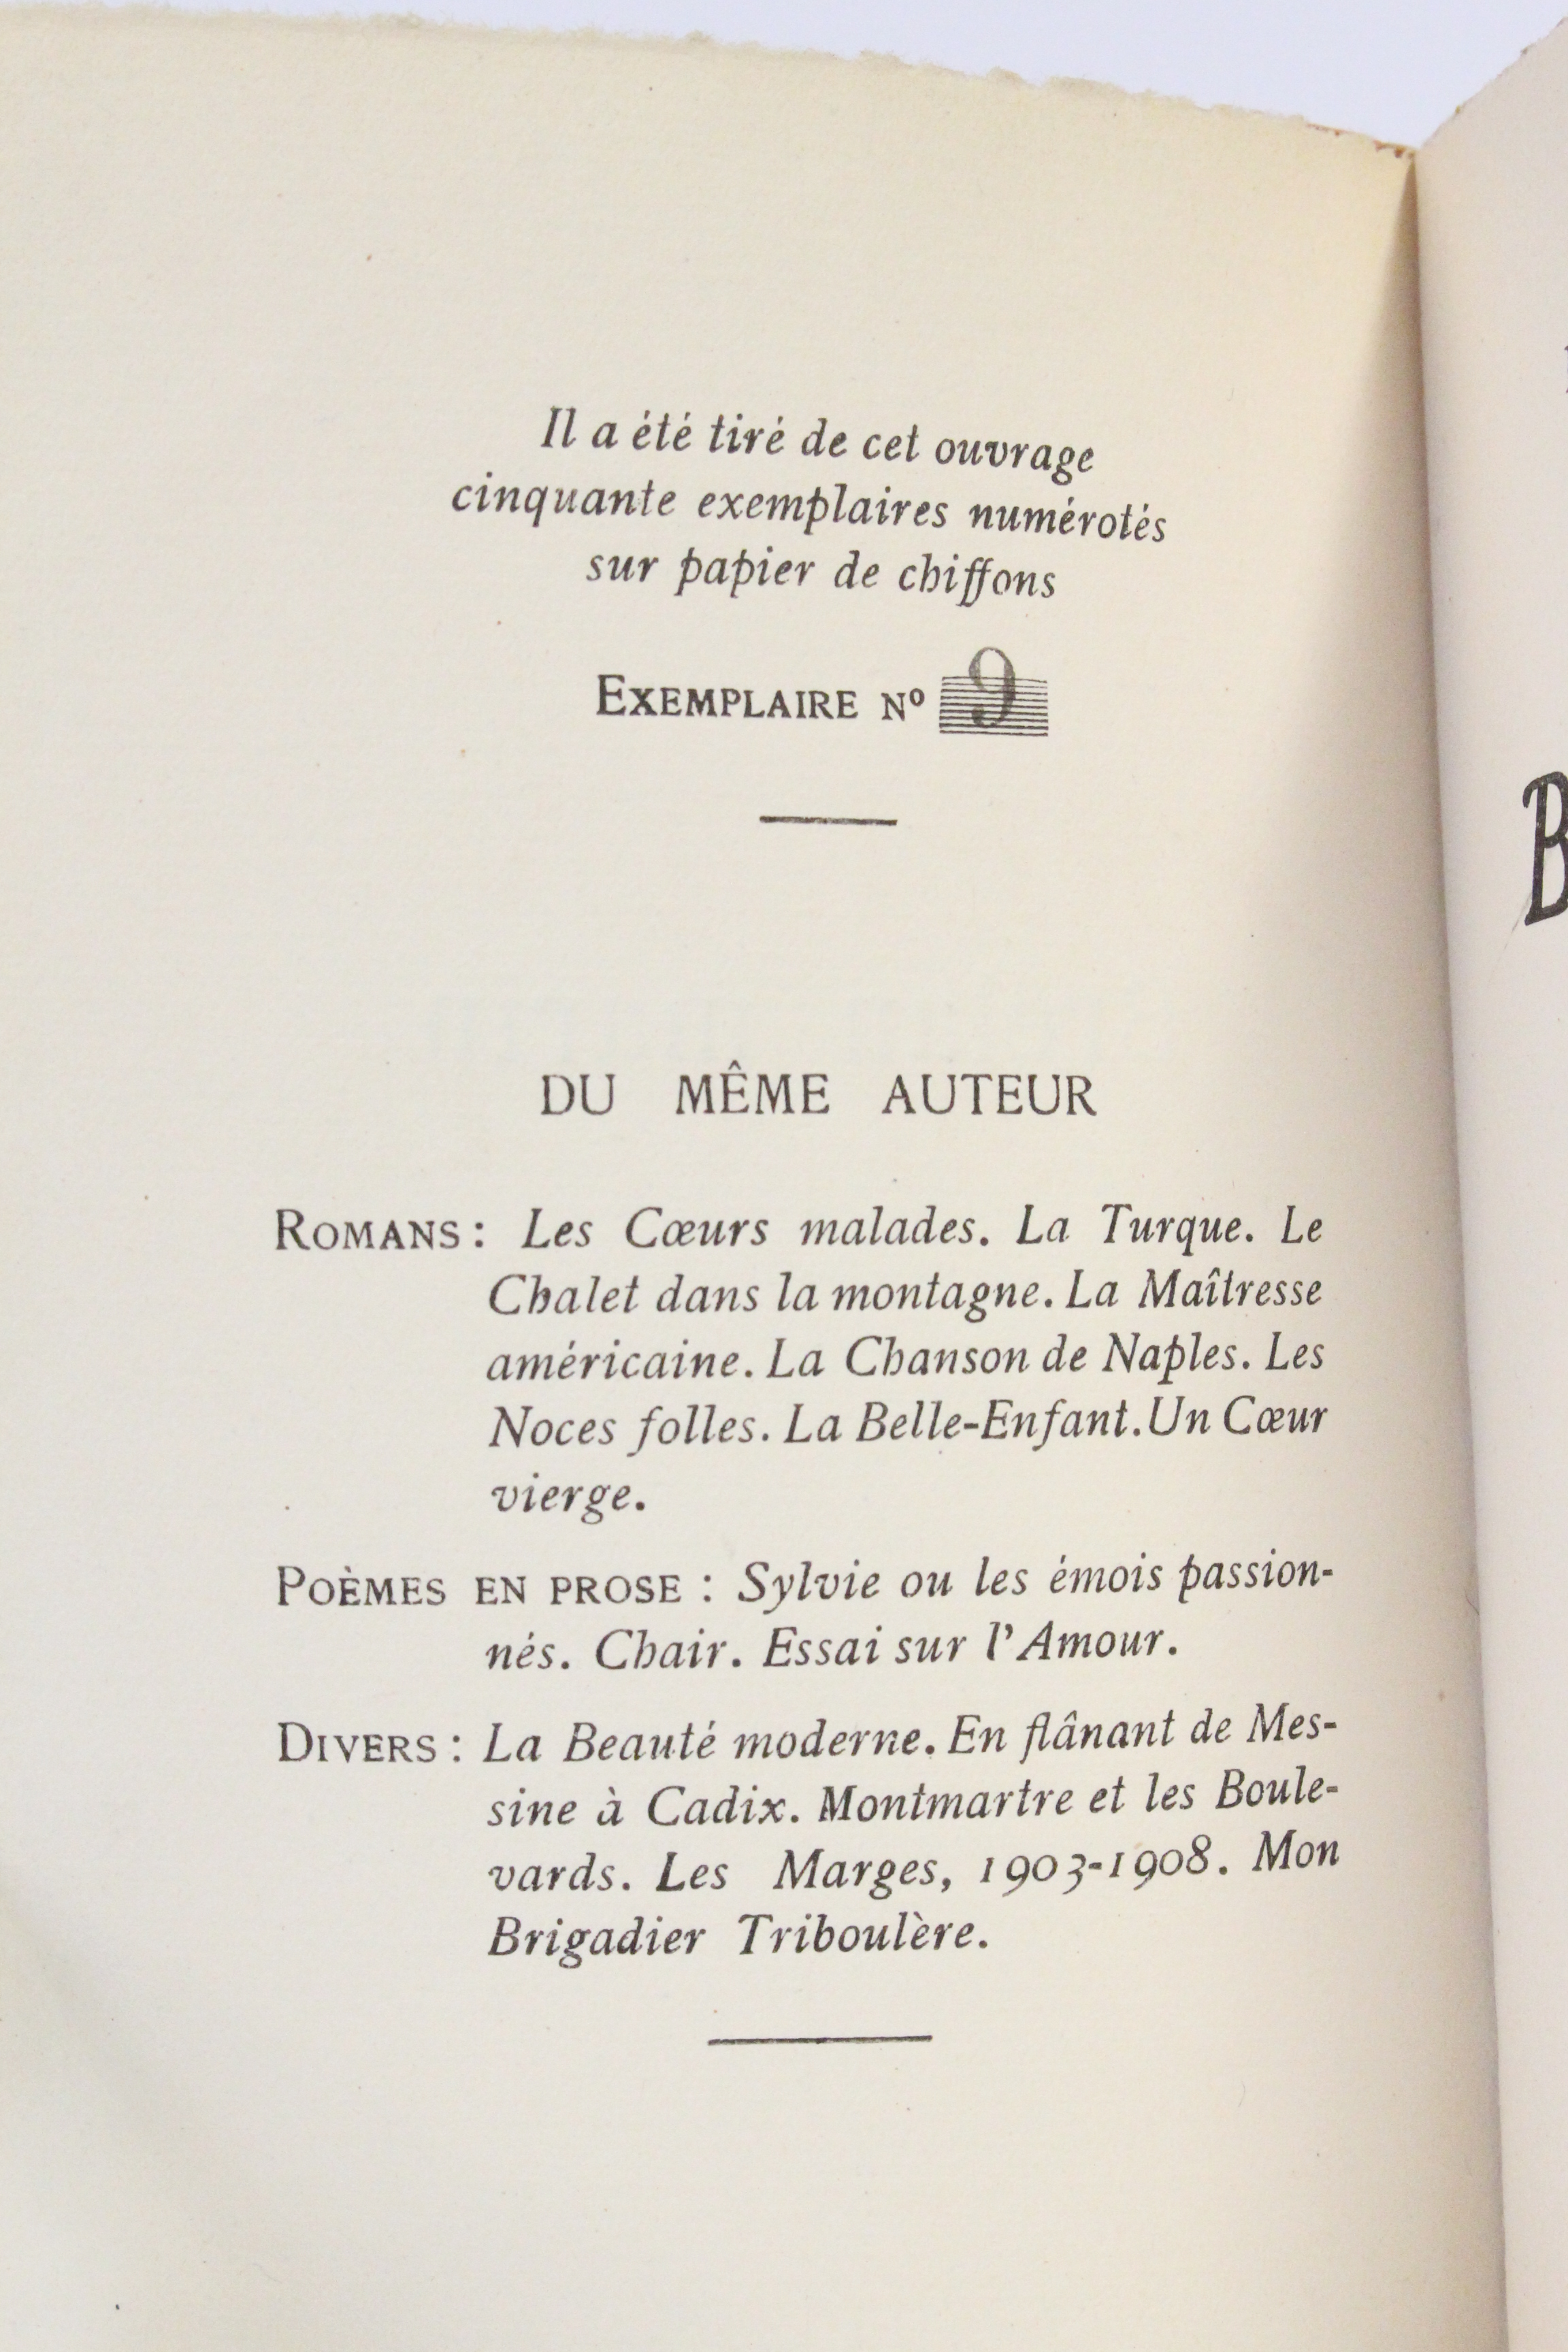 Il a été tiré de cet ouvrage
cinquante exemplaires numérotés
sur papier de chiffons
EXEMPLAIRE Nº 9
DU MÊME AUTEUR
ROMANS : Les Cœurs malades. La Turque. Le
Chalet dans la montagne. La Maîtresse
américaine. La Chanson de Naples. Les
Noces folles. La Belle-Enfant. Un Cœur
vierge.
POÈMES EN PROSE : Sylvie ou les émois passion-
nés. Chair. Essai sur l'Amour.
DIVERS : La Beauté moderne. En flânant de Mes-
sine à Cadix. Montmartre et les Boule-
vards. Les Marges, 1903-1908. Mon
Brigadier Triboulère.
B